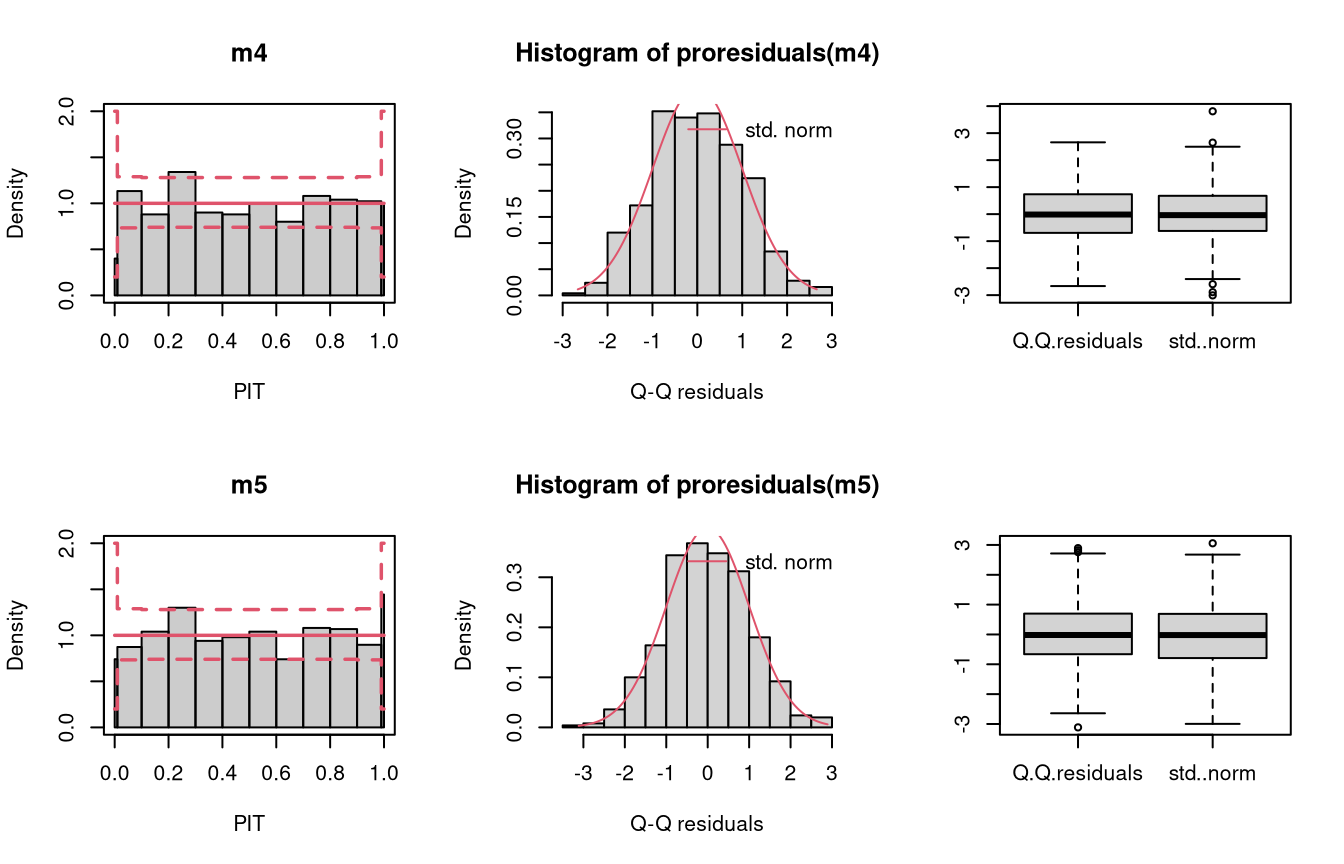 m4
Density
0.0 1.0 2.0
0.0 0.2 0.4 0.6 0.8 1.0
PIT
Histogram of proresiduals(m4)
std. norm
Density
0.00 0.15 0.30
-3 -2 -1 0 1 2 3
Q-Q residuals
-3 -1 1 3
Q.Q.residuals std..norm
m5
Density
0.0 1.0 2.0
0.0 0.2 0.4 0.6 0.8 1.0
PIT
Histogram of proresiduals(m5)
std. norm
Density
0.0 0.1 0.2 0.3
-3 -2 -1 0 1 2 3
Q-Q residuals
-3 -1 1 3
Q.Q.residuals std..norm